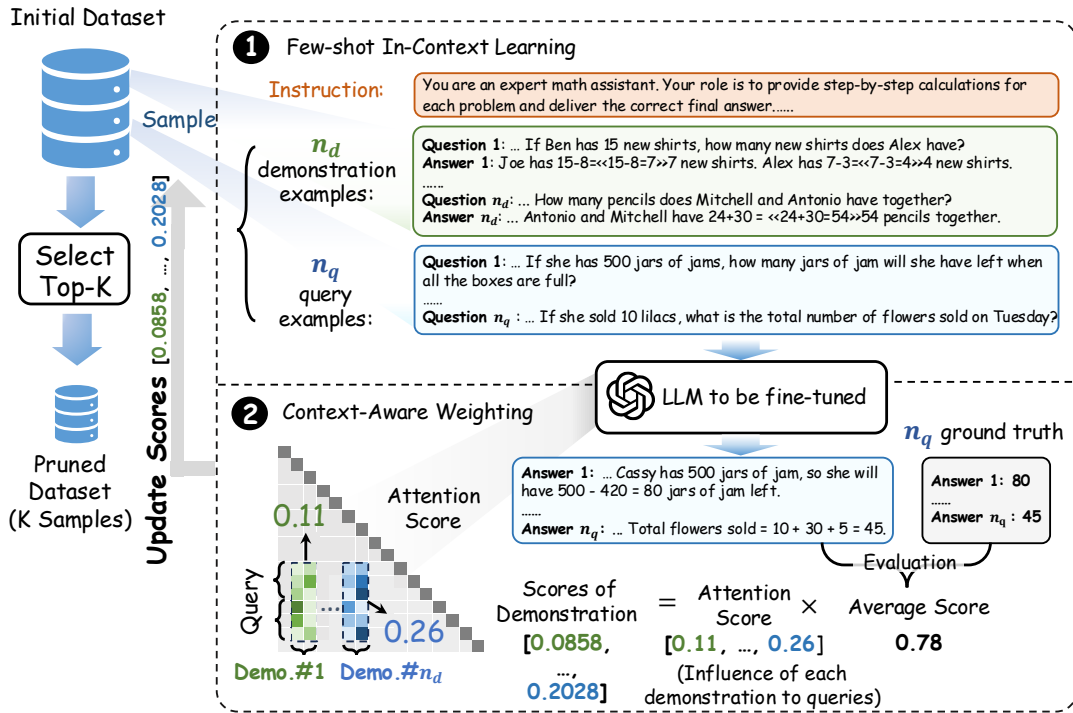 Initial Dataset
Sample
Select
Top-K
Pruned
Dataset
(K Samples)
Update Scores [0.0858, ..., 0.2028]
1 Few-shot In-Context Learning
Instruction:
You are an expert math assistant. Your role is to provide step-by-step calculations for
each problem and deliver the correct final answer......
n_d
demonstration
examples:
Question 1: ... If Ben has 15 new shirts, how many new shirts does Alex have?
Answer 1: Joe has 15-8=<<15-8=7>>7 new shirts. Alex has 7-3=<<7-3=4>>4 new shirts.
......
Question n_d: ... How many pencils does Mitchell and Antonio have together?
Answer n_d: ... Antonio and Mitchell have 24+30 = <<24+30=54>>54 pencils together.
n_q
query
examples:
Question 1: ... If she has 500 jars of jams, how many jars of jam will she have left when
all the boxes are full?
......
Question n_q : ... If she sold 10 lilacs, what is the total number of flowers sold on Tuesday?
LLM to be fine-tuned
2 Context-Aware Weighting
Attention
Score
0.11
0.26
Query
...
Demo.#1
Demo.#n_d
Answer 1: ... Cassy has 500 jars of jam, so she will
have 500 - 420 = 80 jars of jam left.
......
Answer n_q: ... Total flowers sold = 10 + 30 + 5 = 45.
n_q ground truth
Answer 1: 80
......
Answer n_q : 45
Evaluation
Scores of
Demonstration
[0.0858,
...,
0.2028]
=
Attention
Score
[0.11, ..., 0.26]
(Influence of each
demonstration to queries)
×
Average Score
0.78